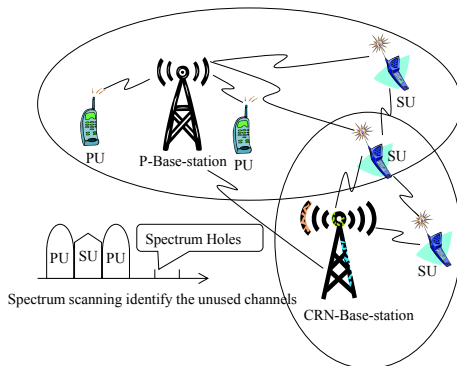 SU
PU
P-Base-station
PU
SU
Spectrum Holes
PU SU PU
SU
Spectrum scanning identify the unused channels
CRN-Base-station